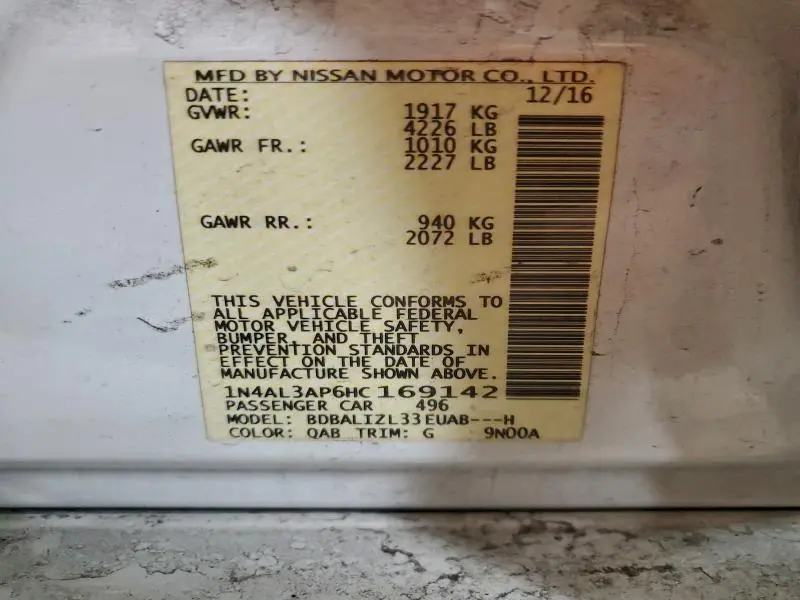 MFD BY NISSAN MOTOR CO., LTD.
DATE: 12/16
GVWR: 1917 KG
4226 LB
GAWR FR.: 1010 KG
2227 LB
GAWR RR.: 940 KG
2072 LB
THIS VEHICLE CONFORMS TO
ALL APPLICABLE FEDERAL
MOTOR VEHICLE SAFETY,
BUMPER, AND THEFT
PREVENTION STANDARDS IN
EFFECT ON THE DATE OF
MANUFACTURE SHOWN ABOVE.
1N4AL3AP6HC169142
PASSENGER CAR 496
MODEL: BDBALIZL33EUAB---H
COLOR: QAB TRIM: G 9N00A